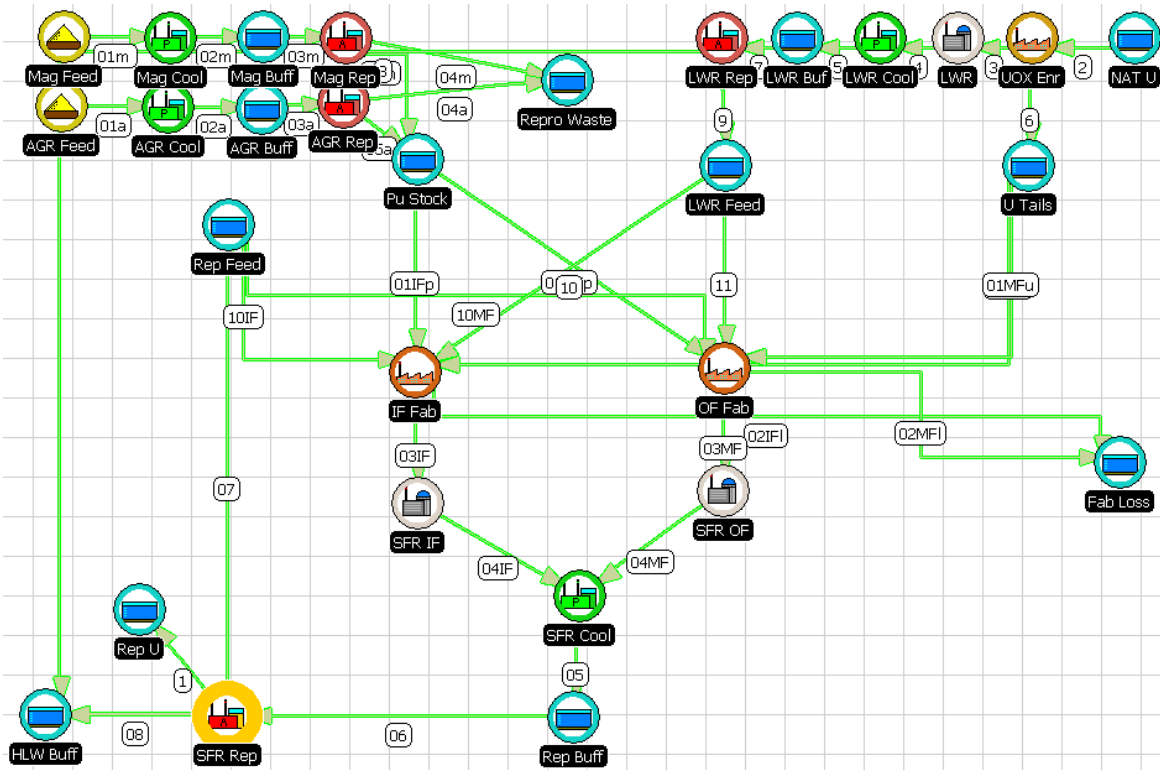 01m
02m
03m
04m
7
5
4
3
2
Mag Feed
Mag Cool
Mag Buff
Mag Rep
LWR Rep
LWR Buf
LWR Cool
LWR
UOX Enr
NAT U
01a
02a
03a
04a
Repro Waste
9
6
AGR Feed
AGR Cool
AGR Buff
AGR Rep
Pu Stock
LWR Feed
U Tails
Rep Feed
01IFp
10
11
01MFu
10IF
10MF
IF Fab
OF Fab
03IF
03MF
02IFl
02MFl
07
Fab Loss
SFR IF
SFR OF
04IF
04MF
SFR Cool
Rep U
1
05
08
06
HLW Buff
SFR Rep
Rep Buff